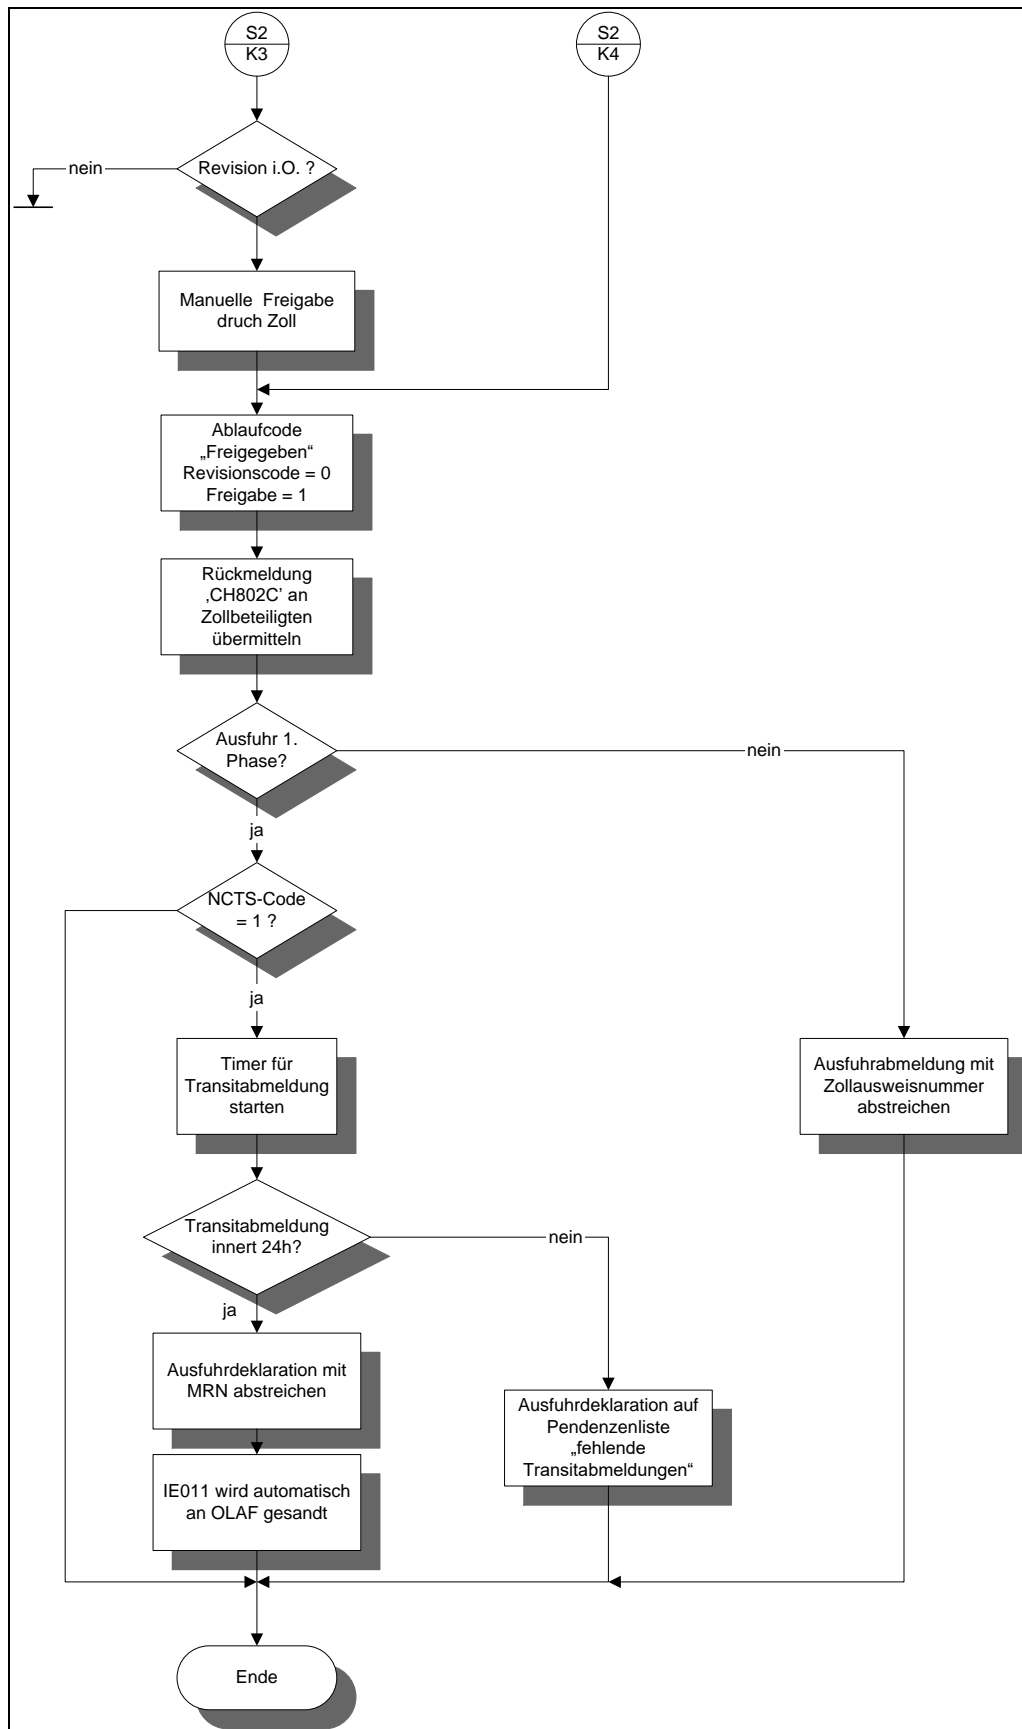 S2
K3
S2
K4
Revision i.O. ?
nein
Manuelle Freigabe
druch Zoll
Ablaufcode
„Freigegeben“
Revisionscode = 0
Freigabe = 1
Rückmeldung
‚CH802C’ an
Zollbeteiligten
übermitteln
Ausfuhr 1.
Phase?
nein
ja
NCTS-Code
= 1 ?
ja
Timer für
Transitabmeldung
starten
Ausfuhrabmeldung mit
Zollausweisnummer
abstreichen
Transitabmeldung
innert 24h?
nein
ja
Ausfuhrdeklaration mit
MRN abstreichen
Ausfuhrdeklaration auf
Pendenzenliste
„fehlende
Transitabmeldungen“
IE011 wird automatisch
an OLAF gesandt
Ende